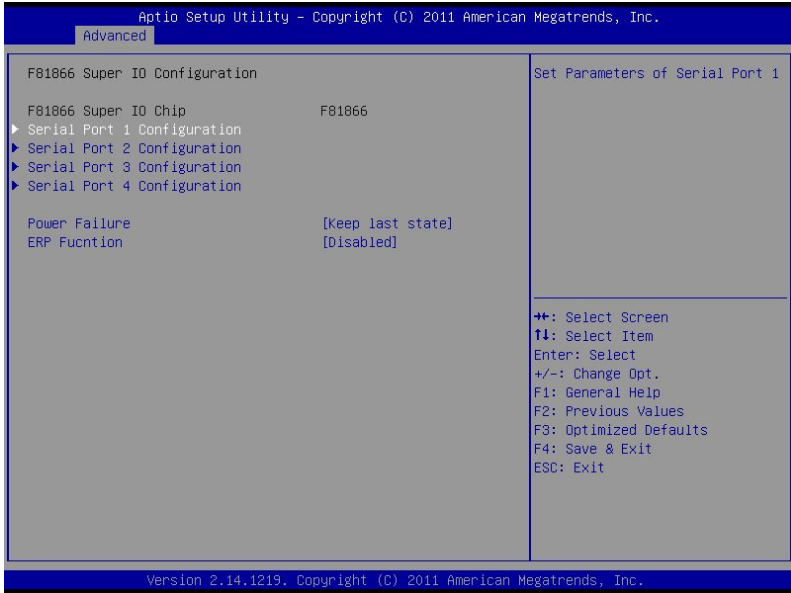 Aptio Setup Utility – Copyright (C) 2011 American Megatrends, Inc.
Advanced
F81866 Super IO Configuration
F81866 Super IO Chip F81866
Serial Port 1 Configuration
Serial Port 2 Configuration
Serial Port 3 Configuration
Serial Port 4 Configuration
Power Failure [Keep last state]
ERP Fucntion [Disabled]
Set Parameters of Serial Port 1
→←: Select Screen
↑↓: Select Item
Enter: Select
+/-: Change Opt.
F1: General Help
F2: Previous Values
F3: Optimized Defaults
F4: Save & Exit
ESC: Exit
Version 2.14.1219. Copyright (C) 2011 American Megatrends, Inc.